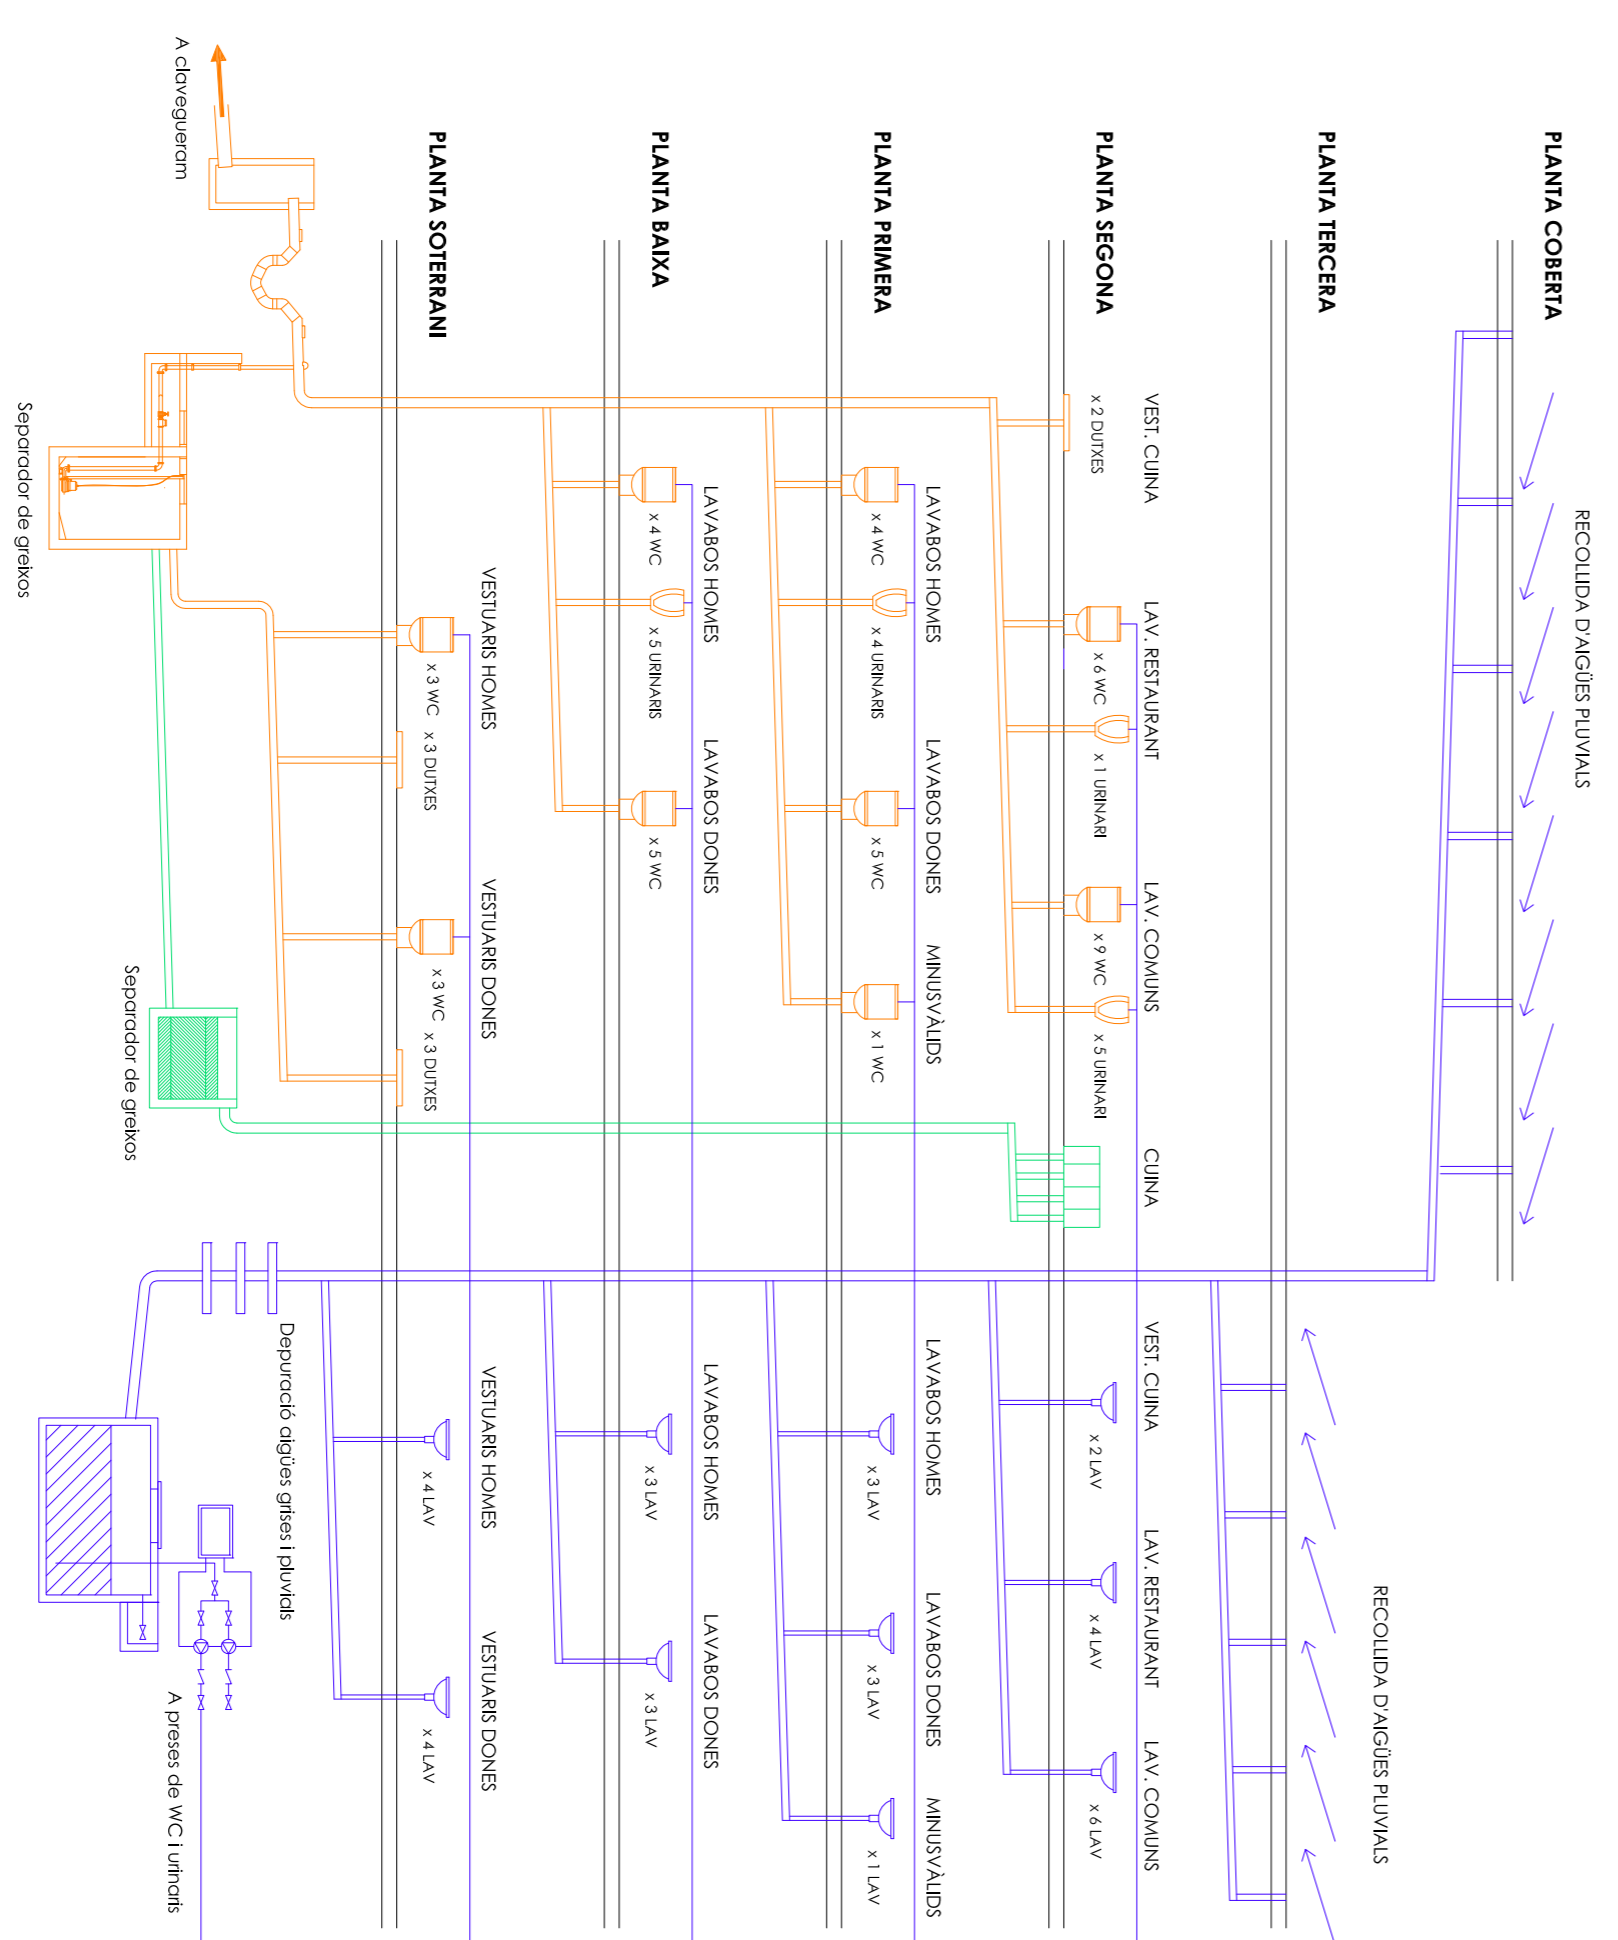 PLANTA COBERTA
RECOLLIDA D'AIGÜES PLUVIALS
PLANTA TERCERA
RECOLLIDA D'AIGÜES PLUVIALS
PLANTA SEGONA
VEST. CUINA
LAV. RESTAURANT
LAV. COMUNS
CUINA
VEST. CUINA
LAV. RESTAURANT
LAV. COMUNS
x 2 DUTXES
x 6 WC
x 1 URINARI
x 9 WC
x 5 URINARI
x 2 LAV
x 4 LAV
x 6 LAV
PLANTA PRIMERA
LAVABOS HOMES
LAVABOS DONES
MINUSVÀLIDS
LAVABOS HOMES
LAVABOS DONES
MINUSVÀLIDS
x 4 WC
x 4 URINARIS
x 5 WC
x 1 WC
x 3 LAV
x 3 LAV
x 1 LAV
PLANTA BAIXA
LAVABOS HOMES
LAVABOS DONES
LAVABOS HOMES
LAVABOS DONES
x 4 WC
x 5 URINARIS
x 5 WC
x 3 LAV
x 3 LAV
PLANTA SOTERRANI
VESTUARIS HOMES
VESTUARIS DONES
VESTUARIS HOMES
VESTUARIS DONES
x 3 WC
x 3 DUTXES
x 3 WC
x 3 DUTXES
x 4 LAV
x 4 LAV
Depuració aigües grises i pluvials
A clavegueram
A preses de WC i urinaris
Separador de greixos
Separador de greixos